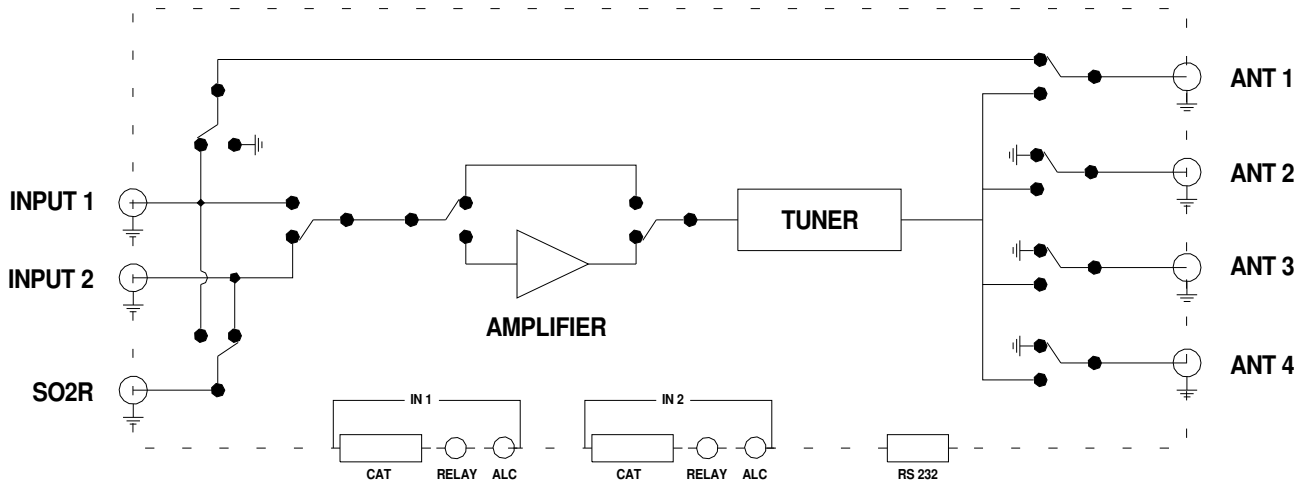 ANT 1
ANT 2
INPUT 1
TUNER
INPUT 2
ANT 3
AMPLIFIER
ANT 4
SO2R
IN 1
IN 2
CAT
RELAY
ALC
CAT
RELAY
ALC
RS 232